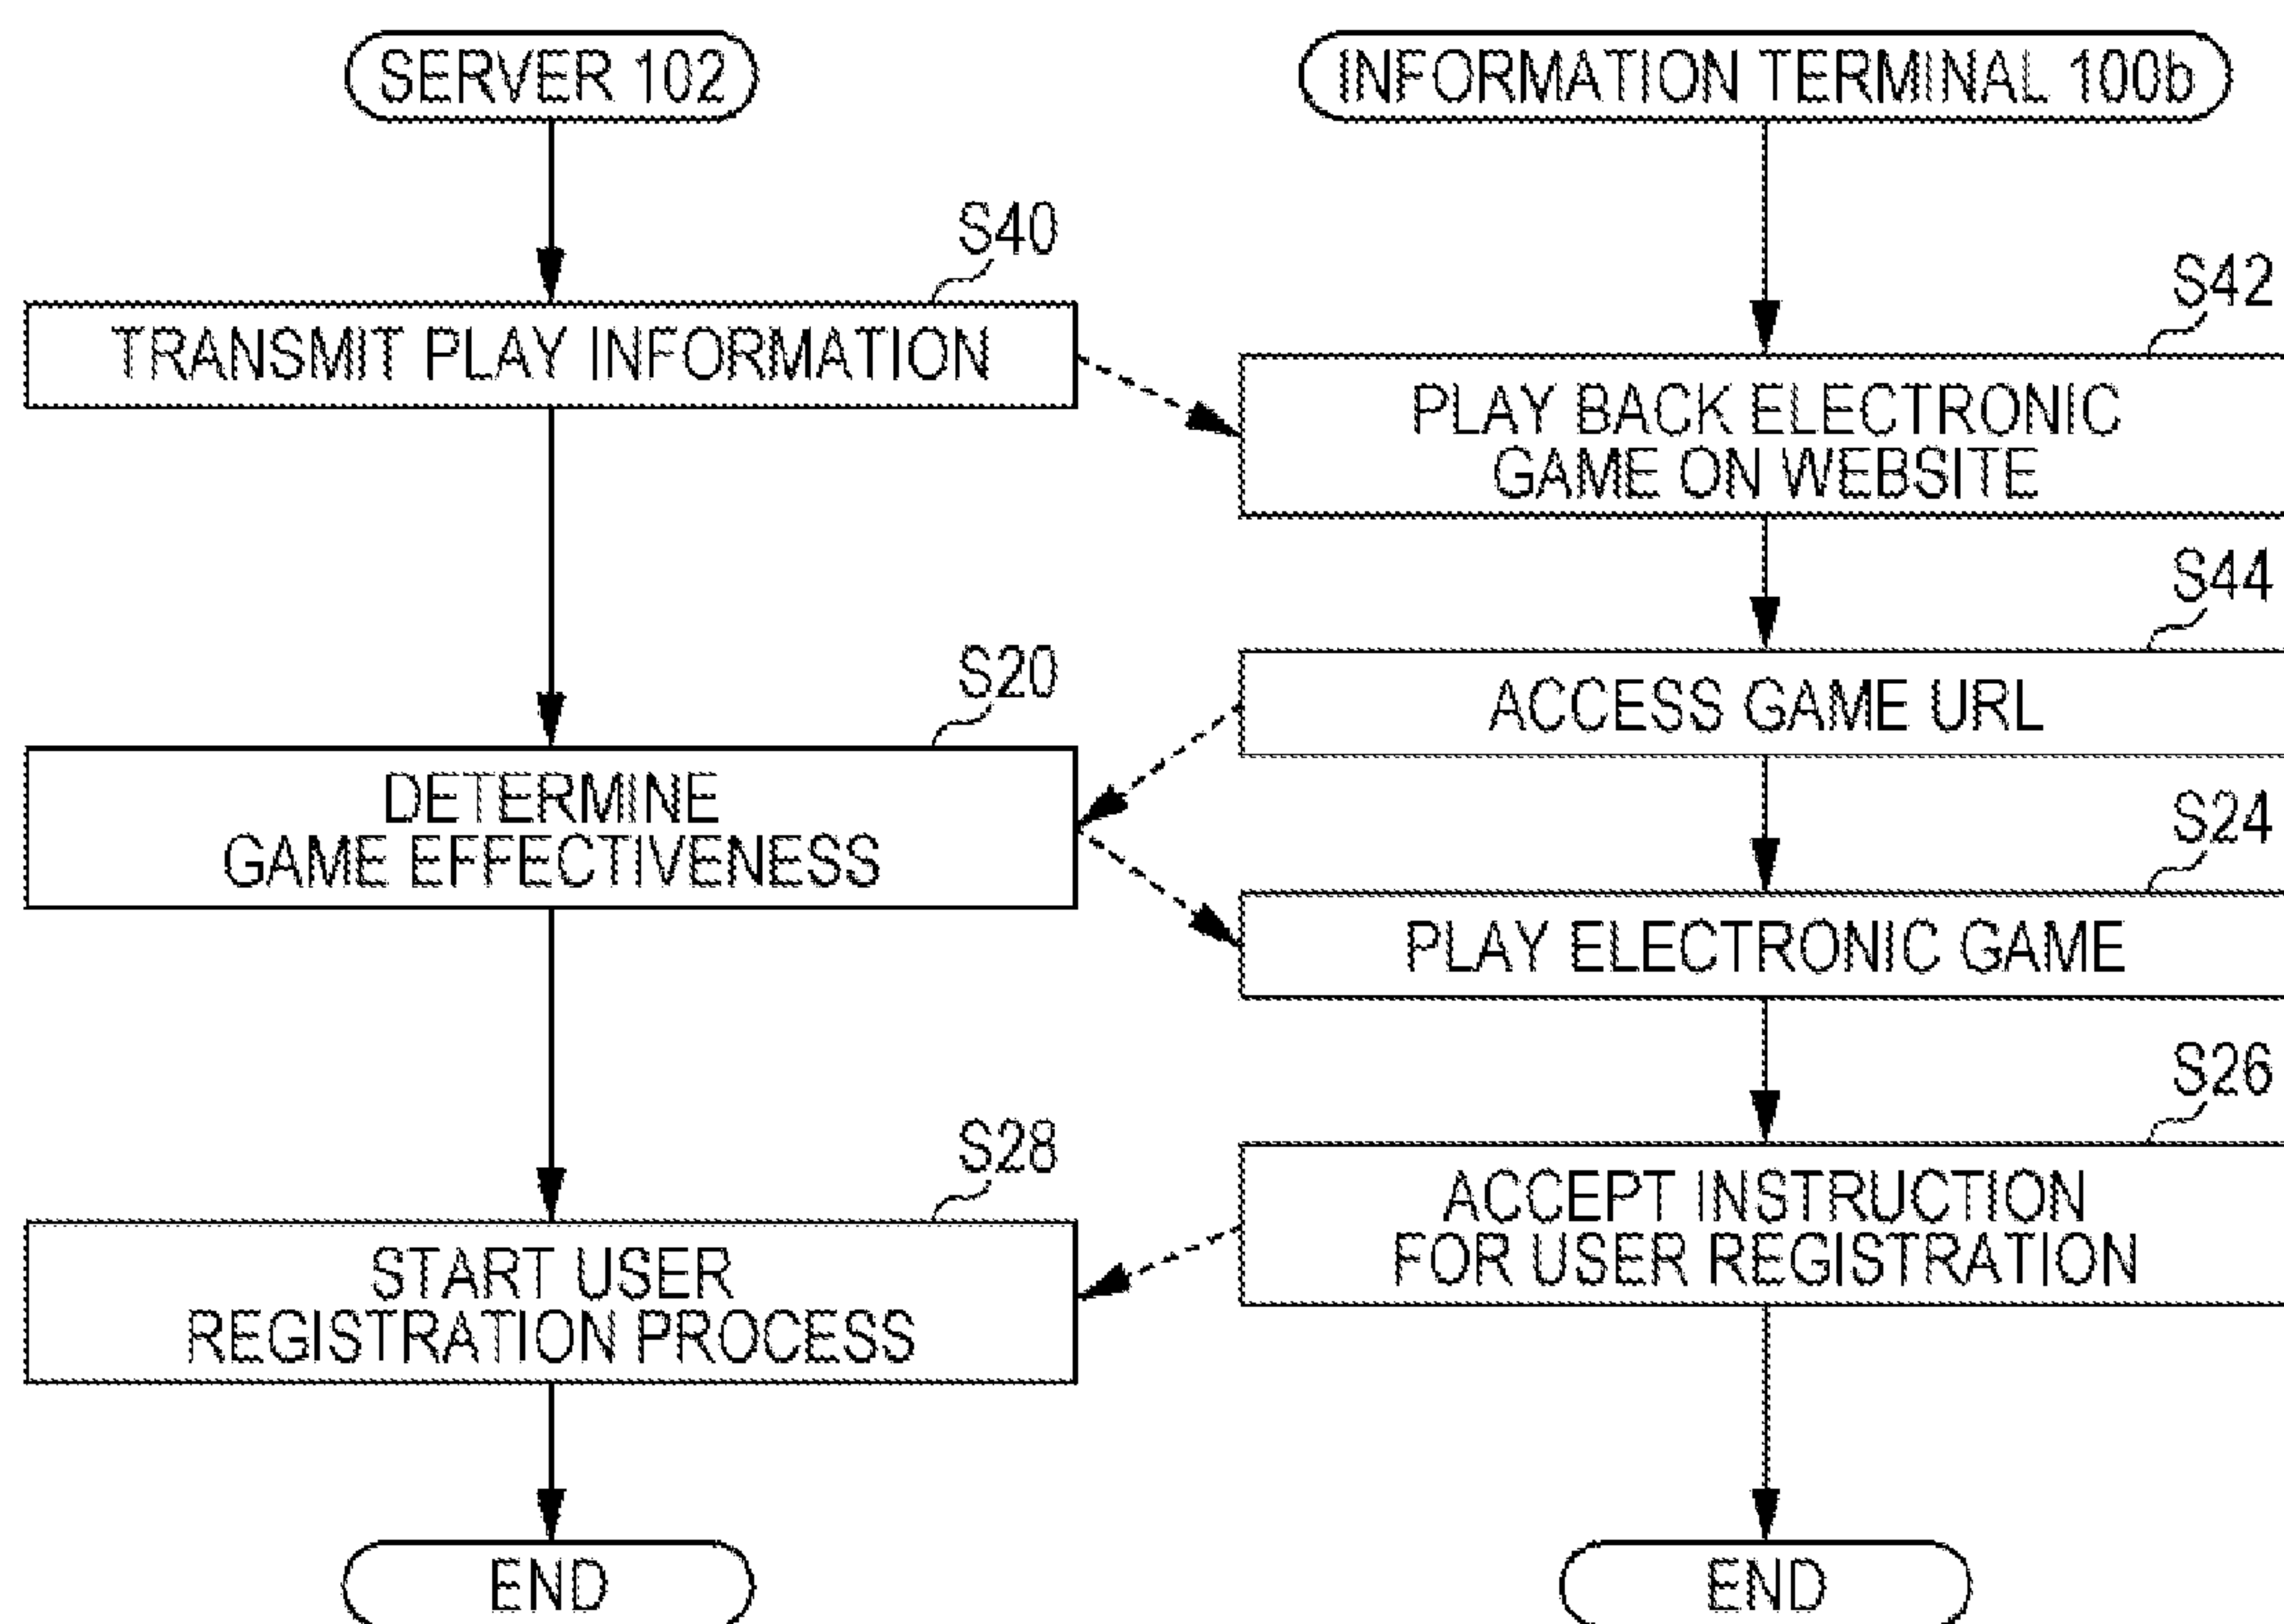 SERVER 102
INFORMATION TERMINAL 100b
S40
TRANSMIT PLAY INFORMATION
S42
PLAY BACK ELECTRONIC
GAME ON WEBSITE
S44
ACCESS GAME URL
S20
DETERMINE
GAME EFFECTIVENESS
S24
PLAY ELECTRONIC GAME
S26
ACCEPT INSTRUCTION
FOR USER REGISTRATION
S28
START USER
REGISTRATION PROCESS
END
END